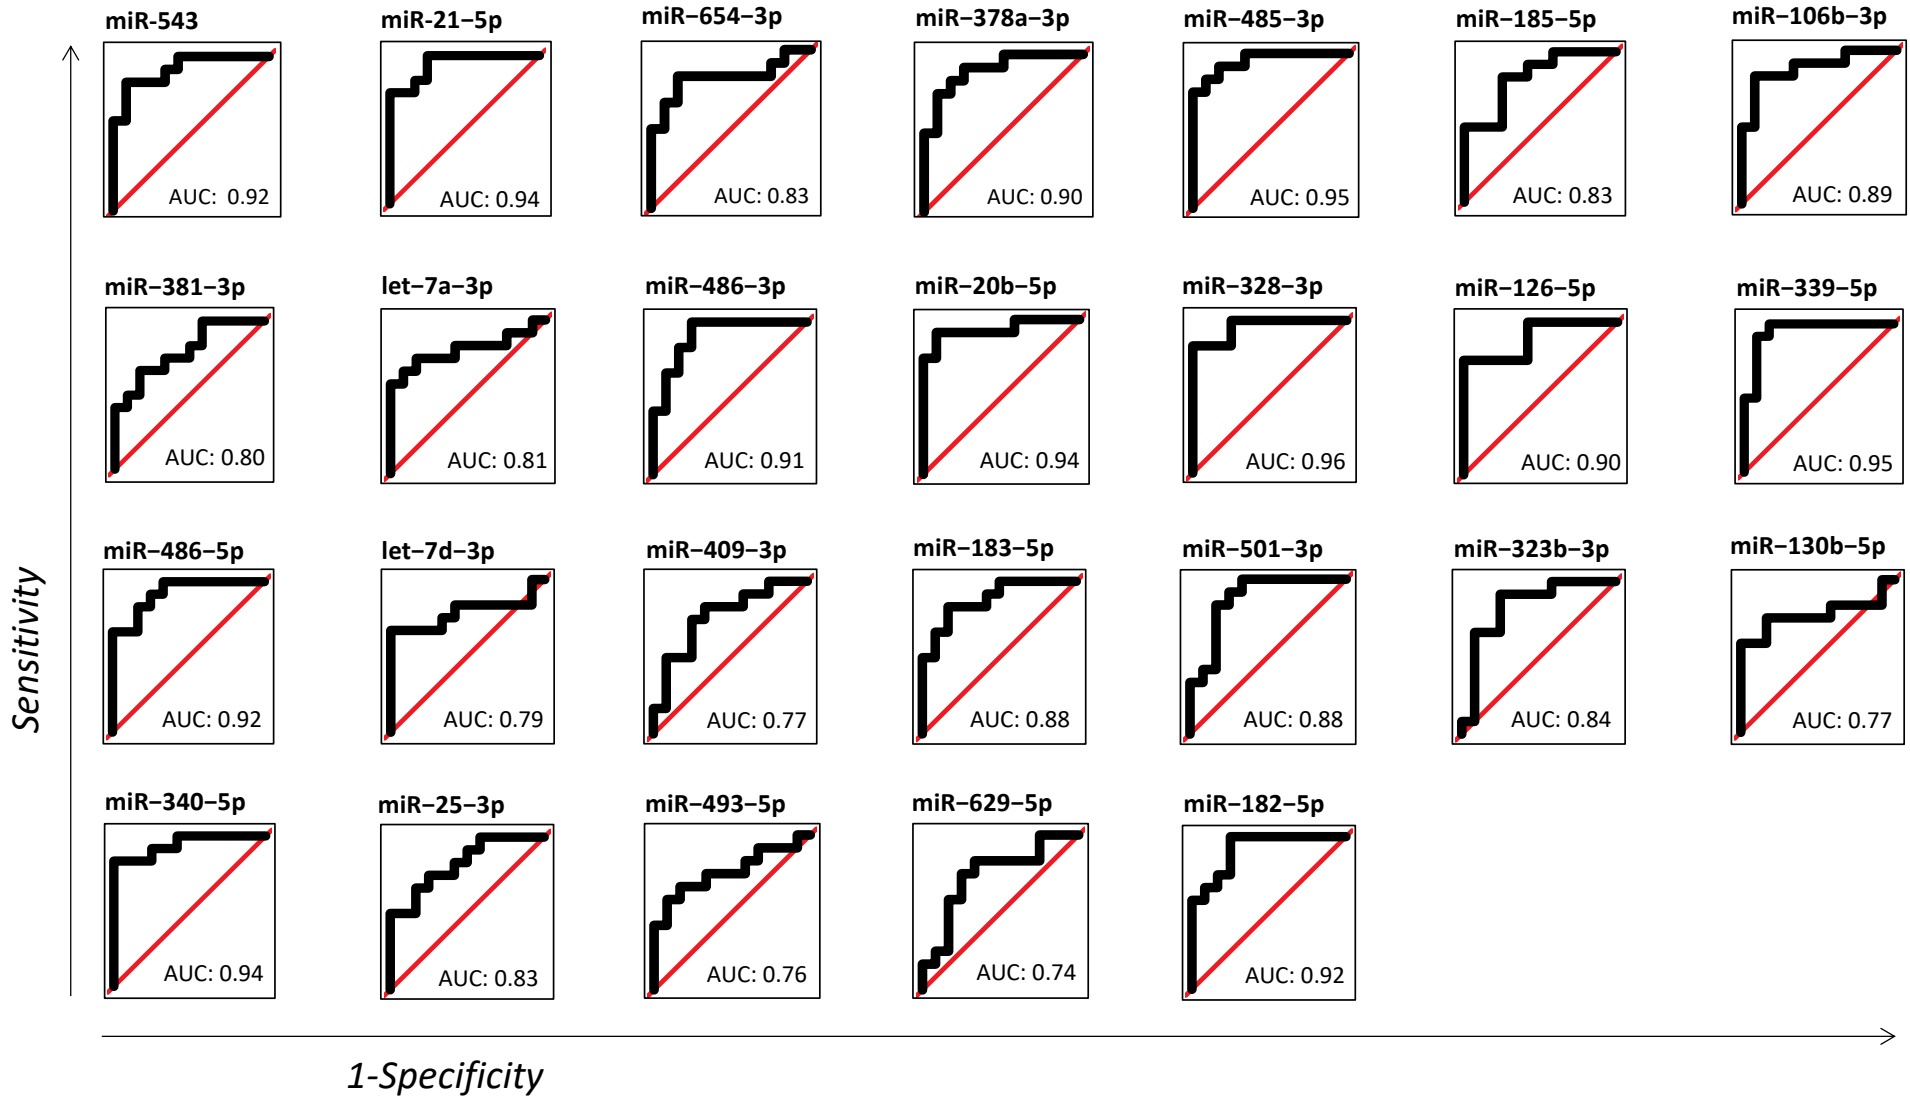 miR-543 miR-21-5p miR-654-3p miR-378a-3p miR-485-3p miR-185-5p miR-106b-3p
AUC: 0.92 AUC: 0.94 AUC: 0.83 AUC: 0.90 AUC: 0.95 AUC: 0.83 AUC: 0.89
miR-381-3p let-7a-3p miR-486-3p miR-20b-5p miR-328-3p miR-126-5p miR-339-5p
AUC: 0.80 AUC: 0.81 AUC: 0.91 AUC: 0.94 AUC: 0.96 AUC: 0.90 AUC: 0.95
miR-486-5p let-7d-3p miR-409-3p miR-183-5p miR-501-3p miR-323b-3p miR-130b-5p
AUC: 0.92 AUC: 0.79 AUC: 0.77 AUC: 0.88 AUC: 0.88 AUC: 0.84 AUC: 0.77
miR-340-5p miR-25-3p miR-493-5p miR-629-5p miR-182-5p
AUC: 0.94 AUC: 0.83 AUC: 0.76 AUC: 0.74 AUC: 0.92
Sensitivity
1-Specificity